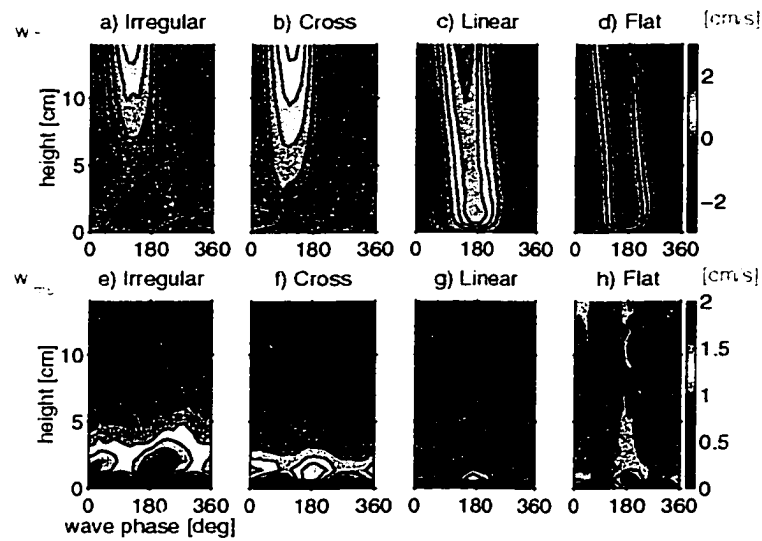 a) Irregular b) Cross c) Linear d) Flat [cm/s]
height [cm]
10
5
0
0 180 360 0 180 360 0 180 360 0 180 360
2
0
-2
e) Irregular f) Cross g) Linear h) Flat [cm/s]
height [cm]
10
5
0
0 180 360 0 180 360 0 180 360 0 180 360
2
1.5
1
0.5
0
wave phase [deg]